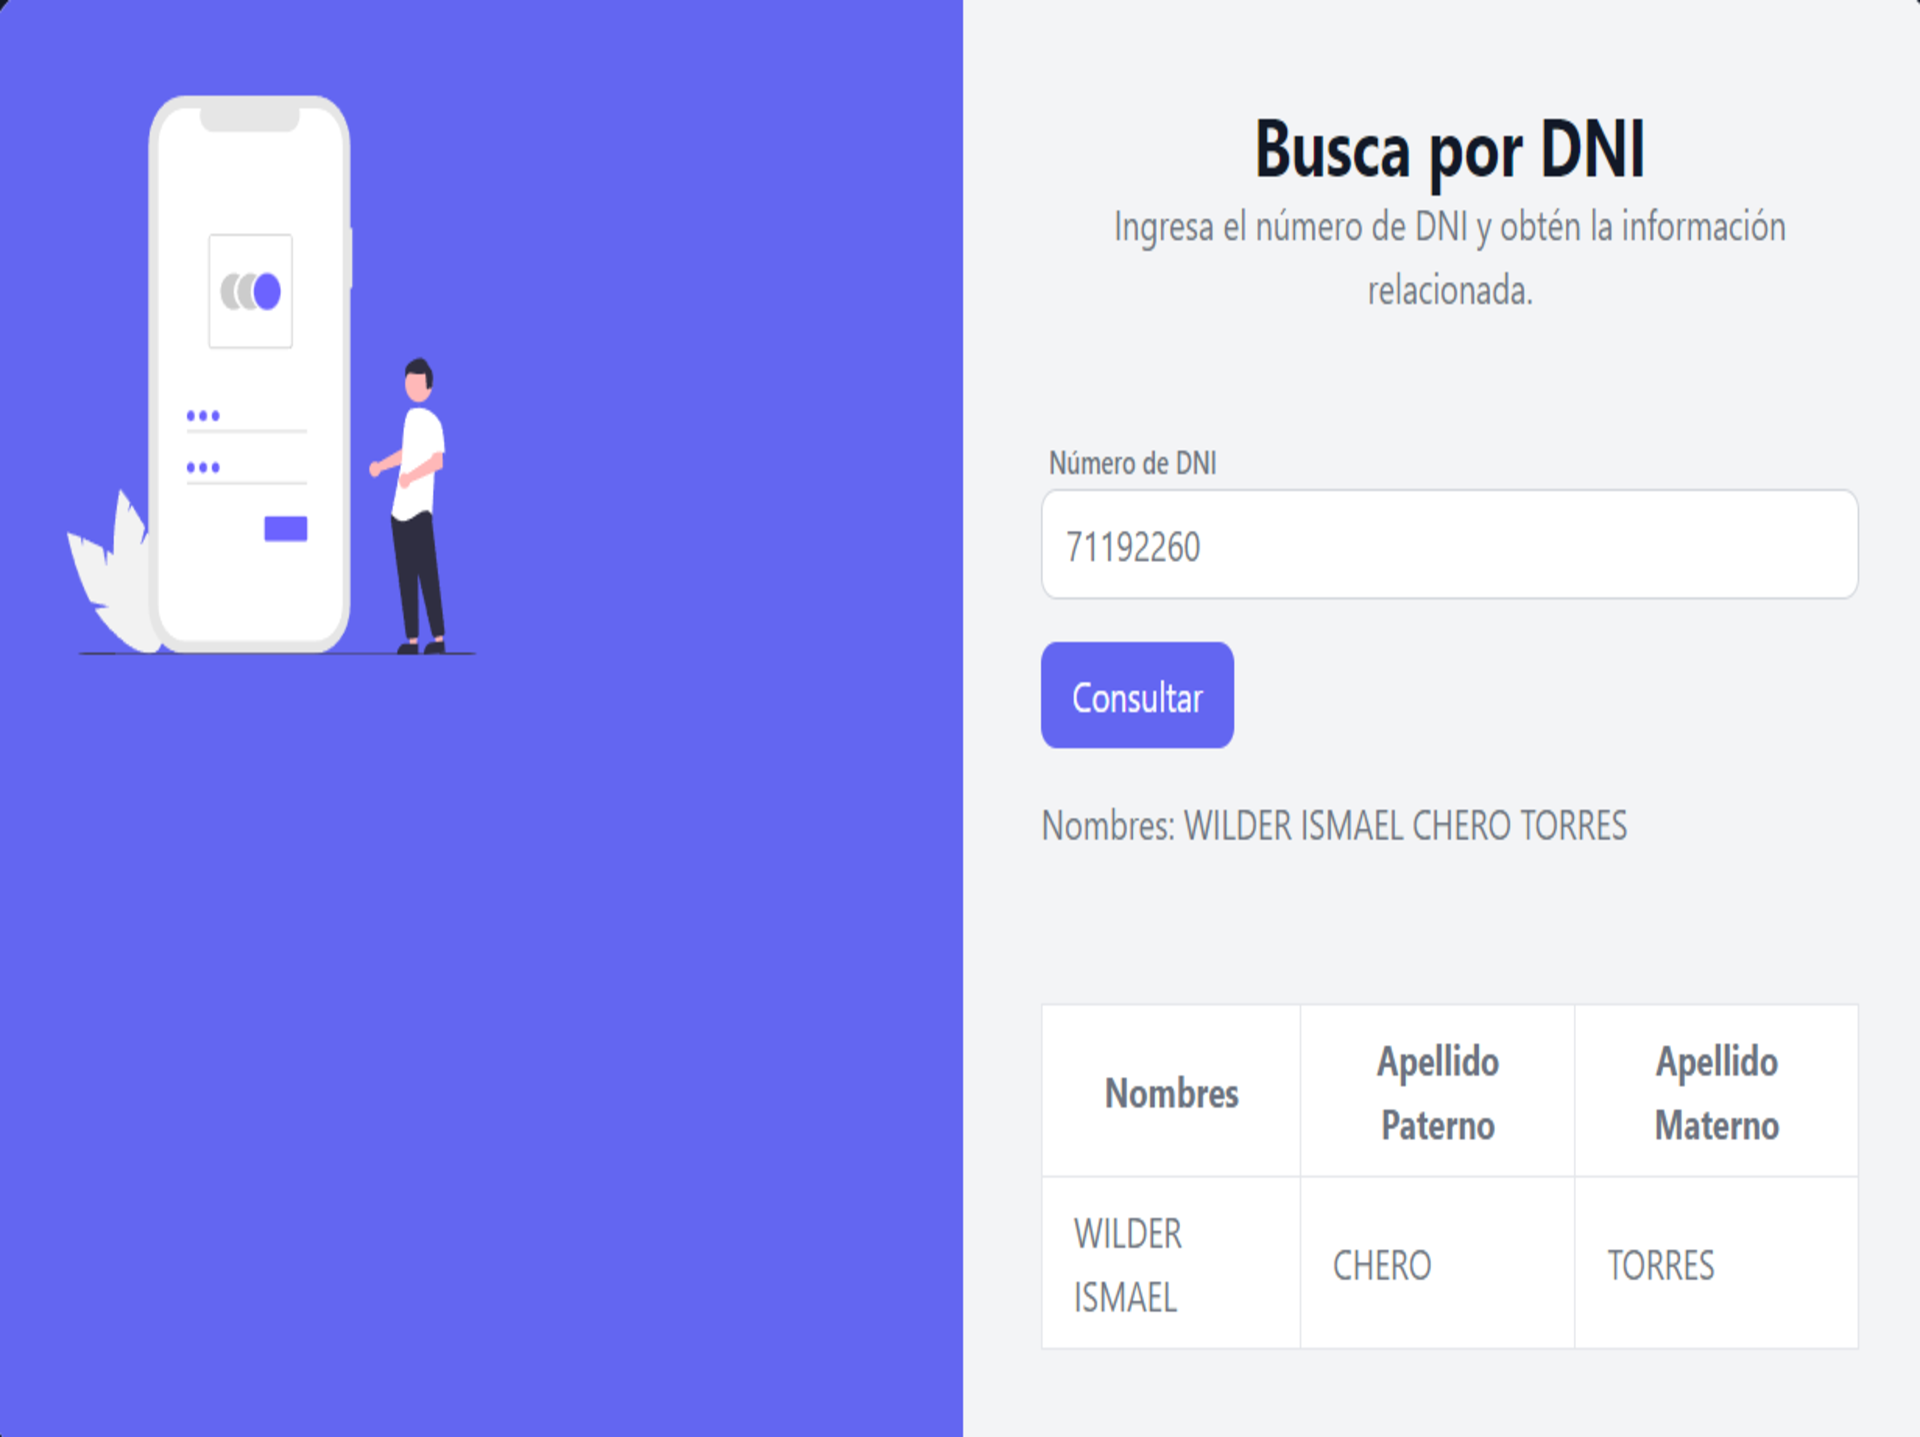 Busca por DNI
Ingresa el número de DNI y obtén la información
relacionada.
Número de DNI
71192260
Consultar
Nombres: WILDER ISMAEL CHERO TORRES
Nombres
Apellido
Paterno
Apellido
Materno
WILDER
ISMAEL
CHERO
TORRES